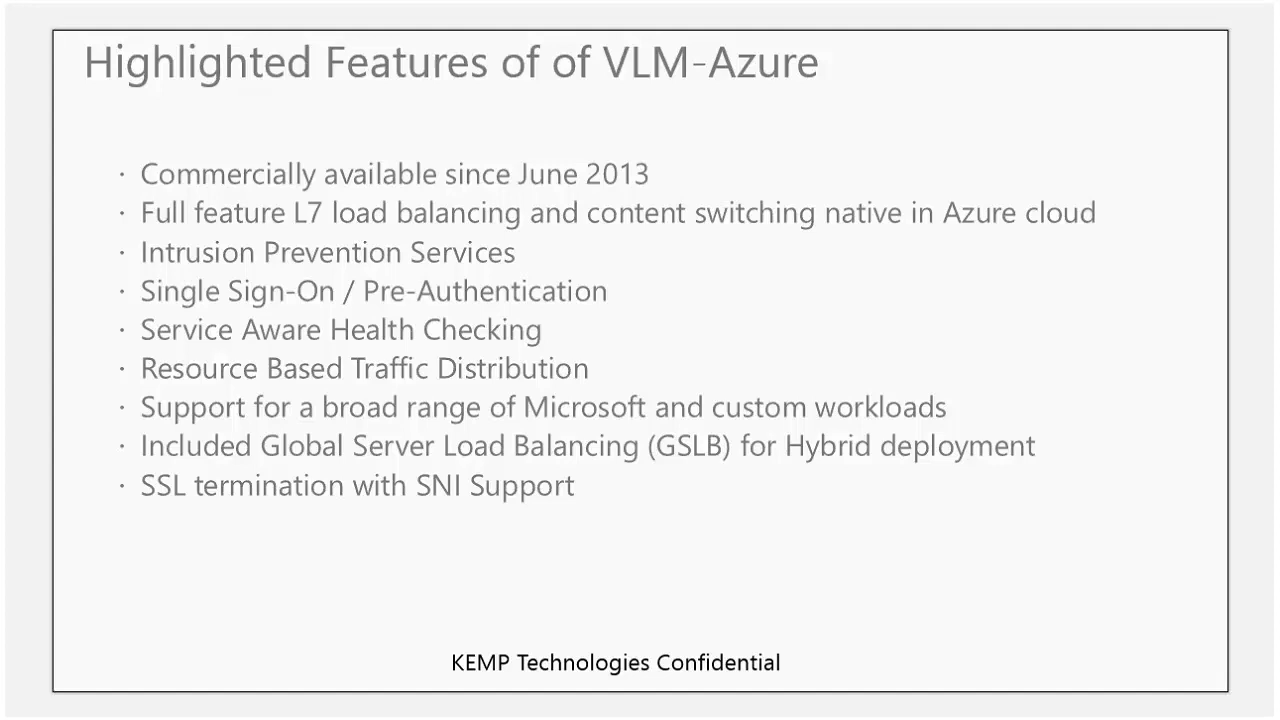 Highlighted Features of of VLM-Azure
· Commercially available since June 2013
· Full feature L7 load balancing and content switching native in Azure cloud
· Intrusion Prevention Services
· Single Sign-On / Pre-Authentication
· Service Aware Health Checking
· Resource Based Traffic Distribution
· Support for a broad range of Microsoft and custom workloads
· Included Global Server Load Balancing (GSLB) for Hybrid deployment
· SSL termination with SNI Support
KEMP Technologies Confidential